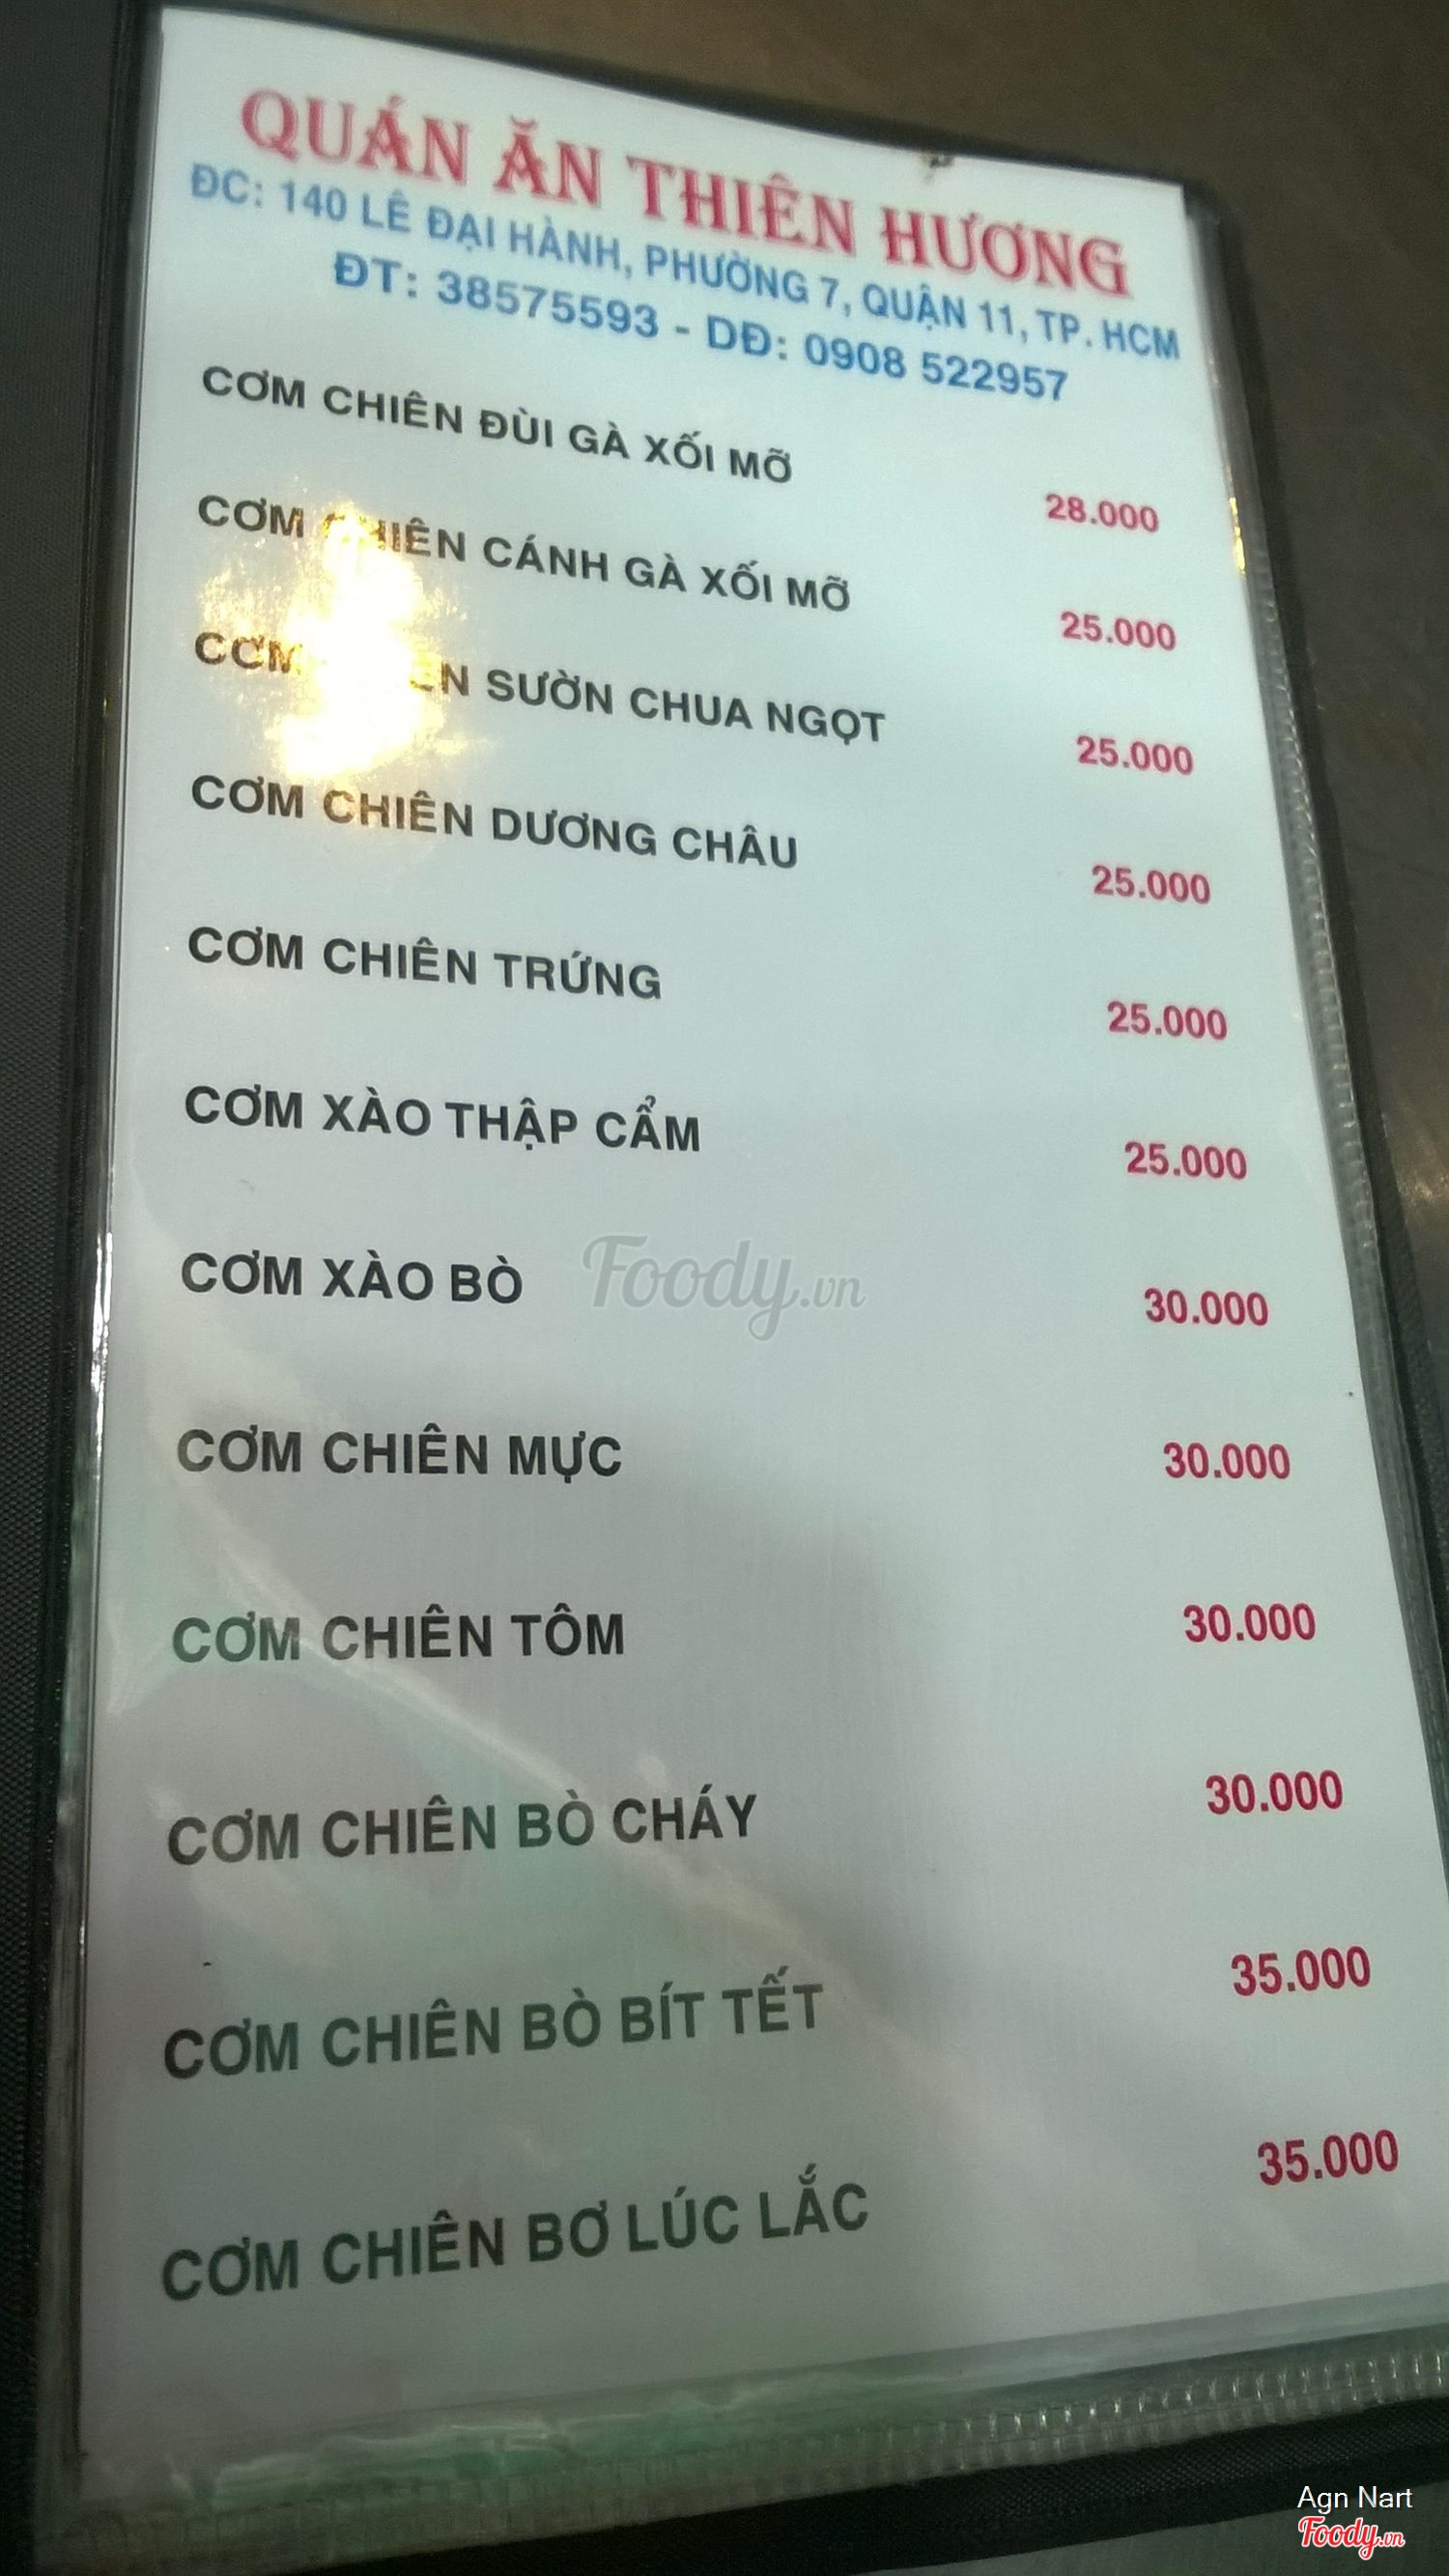 QUÁN ĂN THIÊN HƯƠNG
ĐC: 140 LÊ ĐẠI HÀNH, PHƯỜNG 7, QUẬN 11, TP. HCM
ĐT: 38575593 - DĐ: 0908 522957
CƠM CHIÊN ĐÙI GÀ XỐI MỠ 28.000
CƠM CHIÊN CÁNH GÀ XỐI MỠ 25.000
CƠM CHIÊN SƯỜN CHUA NGỌT 25.000
CƠM CHIÊN DƯƠNG CHÂU 25.000
CƠM CHIÊN TRỨNG 25.000
CƠM XÀO THẬP CẨM 25.000
CƠM XÀO BÒ 30.000
Foody.vn
CƠM CHIÊN MỰC 30.000
CƠM CHIÊN TÔM 30.000
CƠM CHIÊN BÒ CHÁY 30.000
CƠM CHIÊN BÒ BÍT TẾT 35.000
CƠM CHIÊN BƠ LÚC LẮC 35.000
Agn Nart
Foody.vn